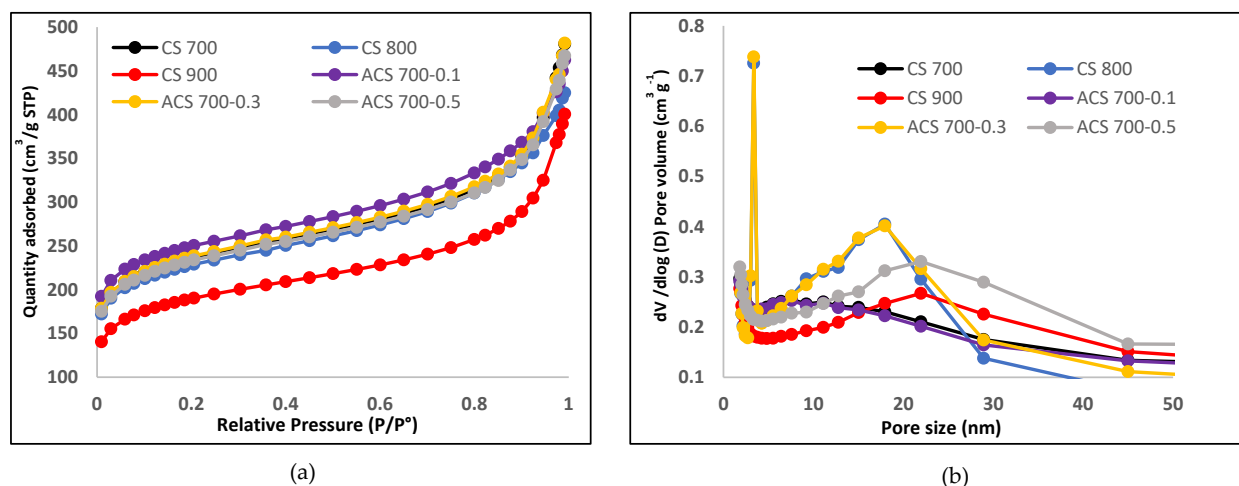 500
450
400
350
300
250
200
150
100
Quantity adsorbed (cm³/g STP)
CS 700
CS 800
CS 900
ACS 700-0.1
ACS 700-0.3
ACS 700-0.5
0 0.2 0.4 0.6 0.8 1
Relative Pressure (P/P°)
(a)
0.8
0.7
0.6
0.5
0.4
0.3
0.2
0.1
dV /dlog (D) Pore volume (cm³ g⁻¹)
CS 700
CS 800
CS 900
ACS 700-0.1
ACS 700-0.3
ACS 700-0.5
0 10 20 30 40 50
Pore size (nm)
(b)